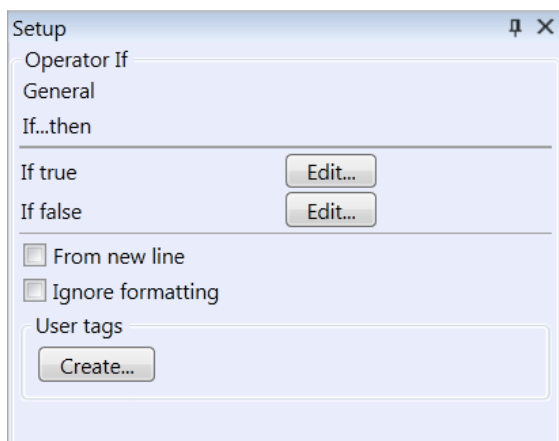 Setup
Operator If
General
If...then
If true Edit...
If false Edit...
From new line
Ignore formatting
User tags
Create...